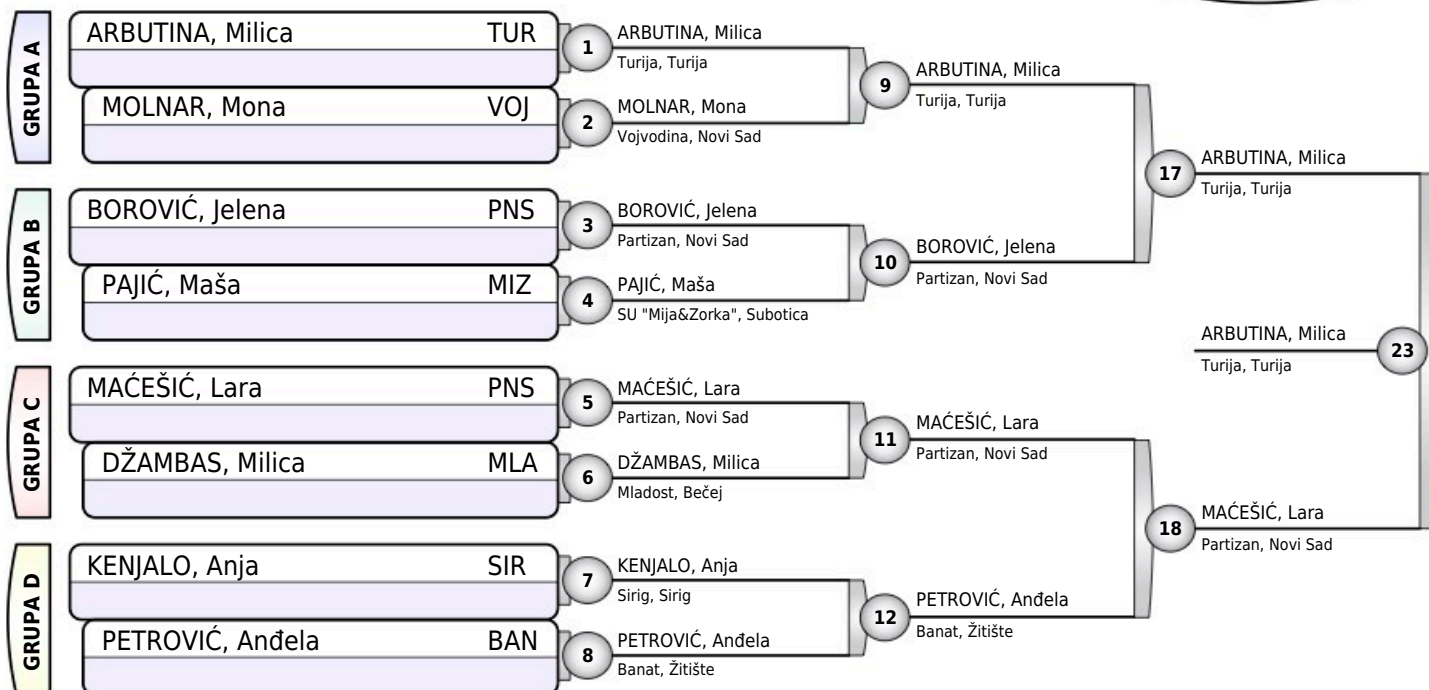 GRUPA A
ARBUTINA, Milica TUR
MOLNAR, Mona VOJ
GRUPA B
BOROVIĆ, Jelena PNS
PAJIĆ, Maša MIZ
GRUPA C
MAĆEŠIĆ, Lara PNS
DŽAMBAS, Milica MLA
GRUPA D
KENJALO, Anja SIR
PETROVIĆ, Anđela BAN
1 ARBUTINA, Milica
Turija, Turija
2 MOLNAR, Mona
Vojvodina, Novi Sad
3 BOROVIĆ, Jelena
Partizan, Novi Sad
4 PAJIĆ, Maša
SU "Mija&Zorka", Subotica
5 MAĆEŠIĆ, Lara
Partizan, Novi Sad
6 DŽAMBAS, Milica
Mladost, Bečej
7 KENJALO, Anja
Sirig, Sirig
8 PETROVIĆ, Anđela
Banat, Žitište
9 ARBUTINA, Milica
Turija, Turija
10 BOROVIĆ, Jelena
Partizan, Novi Sad
11 MAĆEŠIĆ, Lara
Partizan, Novi Sad
12 PETROVIĆ, Anđela
Banat, Žitište
17 ARBUTINA, Milica
Turija, Turija
18 MAĆEŠIĆ, Lara
Partizan, Novi Sad
ARBUTINA, Milica 23
Turija, Turija